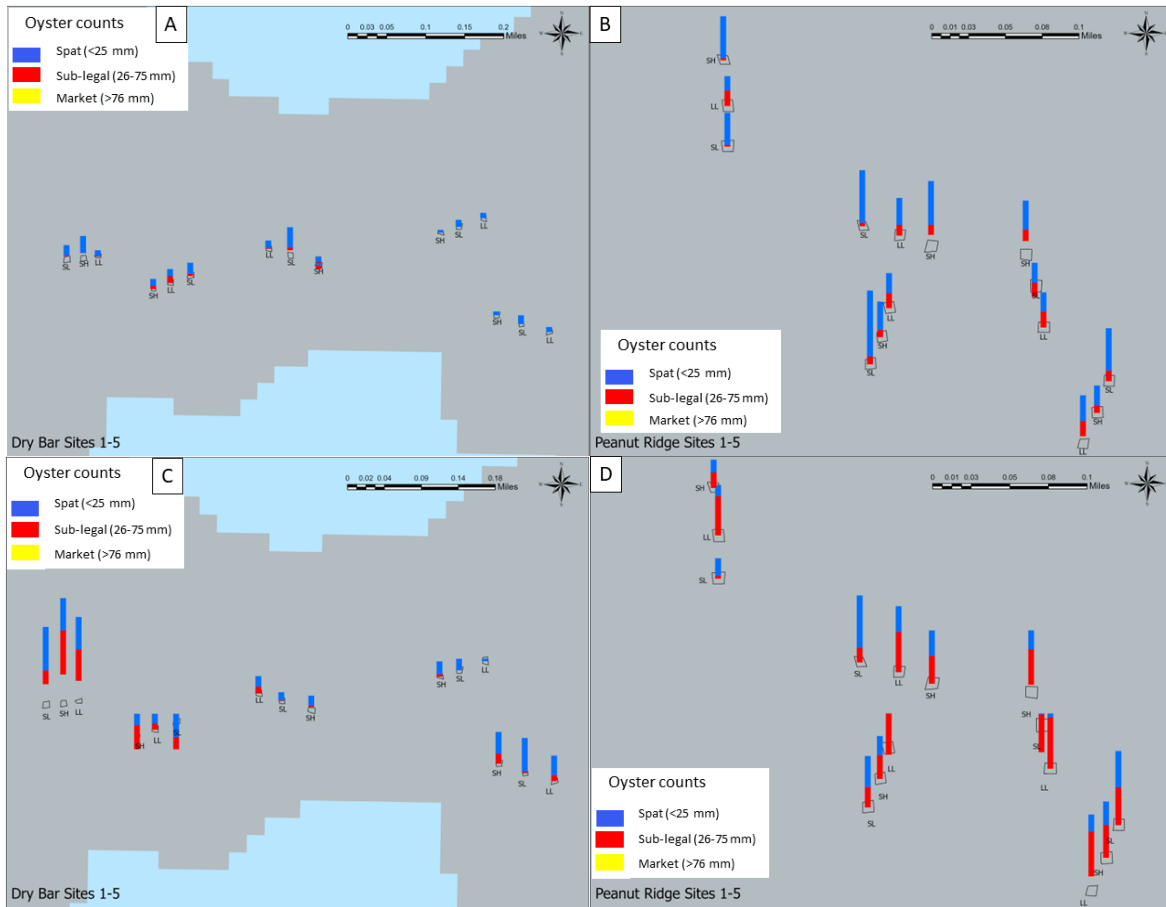 Oyster counts
Spat (<25 mm)
Sub-legal (26-75 mm)
Market (>76 mm)
A
0 0.03 0.05 0.1 0.15 0.2
Miles
SL SH LL
SH LL SL
LL SL SH
SH SL LL
SH SL LL
Dry Bar Sites 1-5
B
0 0.01 0.03 0.05 0.08 0.1
Miles
SH
LL
SL
SL LL SH
SH
SL
LL
LL
SH
SL
SL
SH
LL
Oyster counts
Spat (<25 mm)
Sub-legal (26-75 mm)
Market (>76 mm)
Peanut Ridge Sites 1-5
Oyster counts
Spat (<25 mm)
Sub-legal (26-75 mm)
Market (>76 mm)
C
0 0.02 0.04 0.09 0.14 0.18
Miles
SL SH LL
SH LL SL
LL SL SH
SH SL LL
SH SL LL
Dry Bar Sites 1-5
D
0 0.01 0.03 0.05 0.08 0.1
Miles
SH
LL
SL
SL LL SH
SH
SL
LL
LL
SH
SL
SL
SH
LL
Oyster counts
Spat (<25 mm)
Sub-legal (26-75 mm)
Market (>76 mm)
Peanut Ridge Sites 1-5